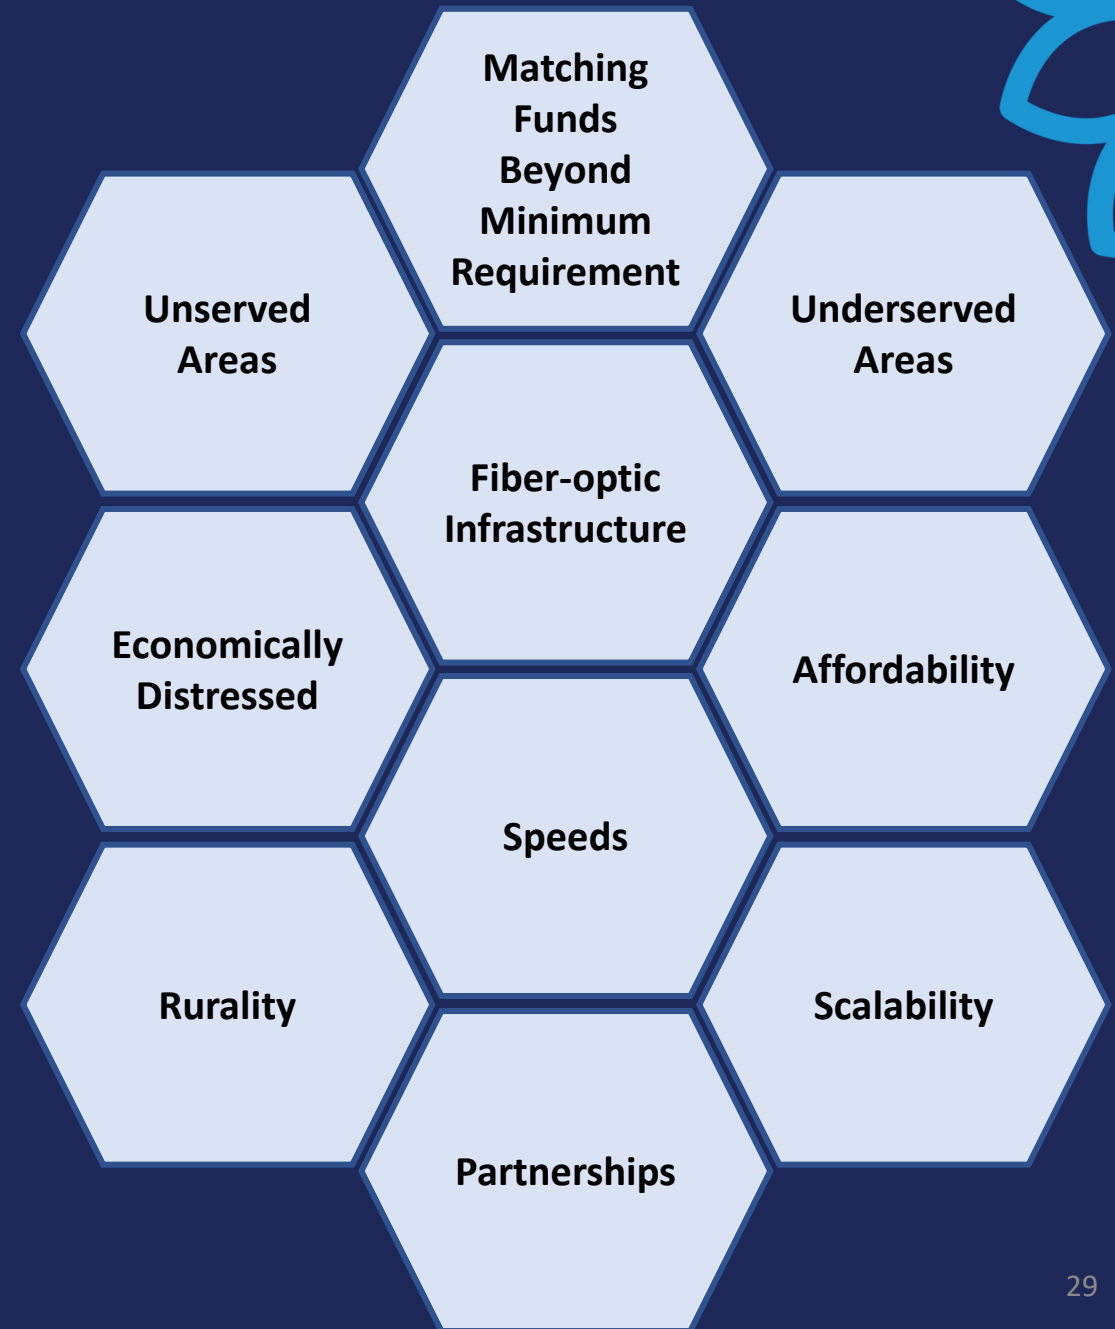 Matching
Funds
Beyond
Minimum
Requirement
Unserved
Areas
Underserved
Areas
Fiber-optic
Infrastructure
Economically
Distressed
Affordability
Speeds
Rurality
Scalability
Partnerships
29